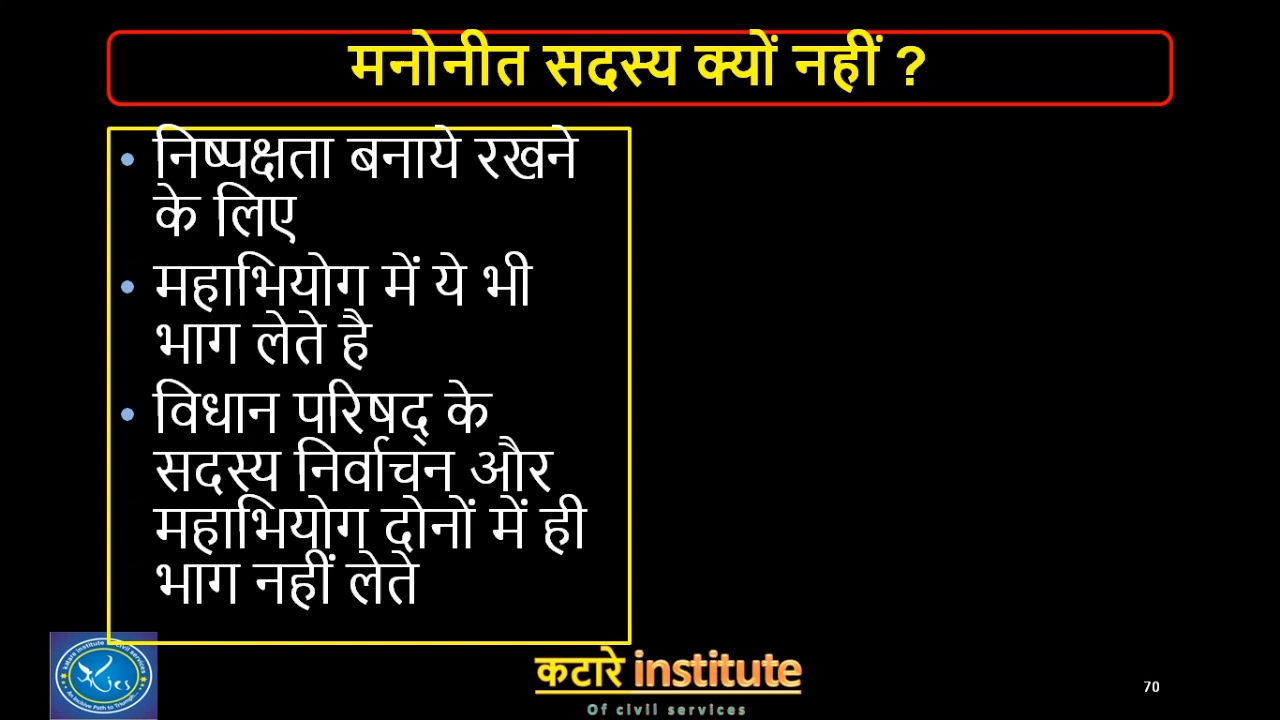 मनोनीत सदस्य क्यों नहीं ?
• निष्पक्षता बनाये रखने
के लिए
• महाभियोग में ये भी
भाग लेते है
• विधान परिषद् के
सदस्य निर्वाचन और
महाभियोग दोनों में ही
भाग नहीं लेते
कटारे institute
Of civil services
70